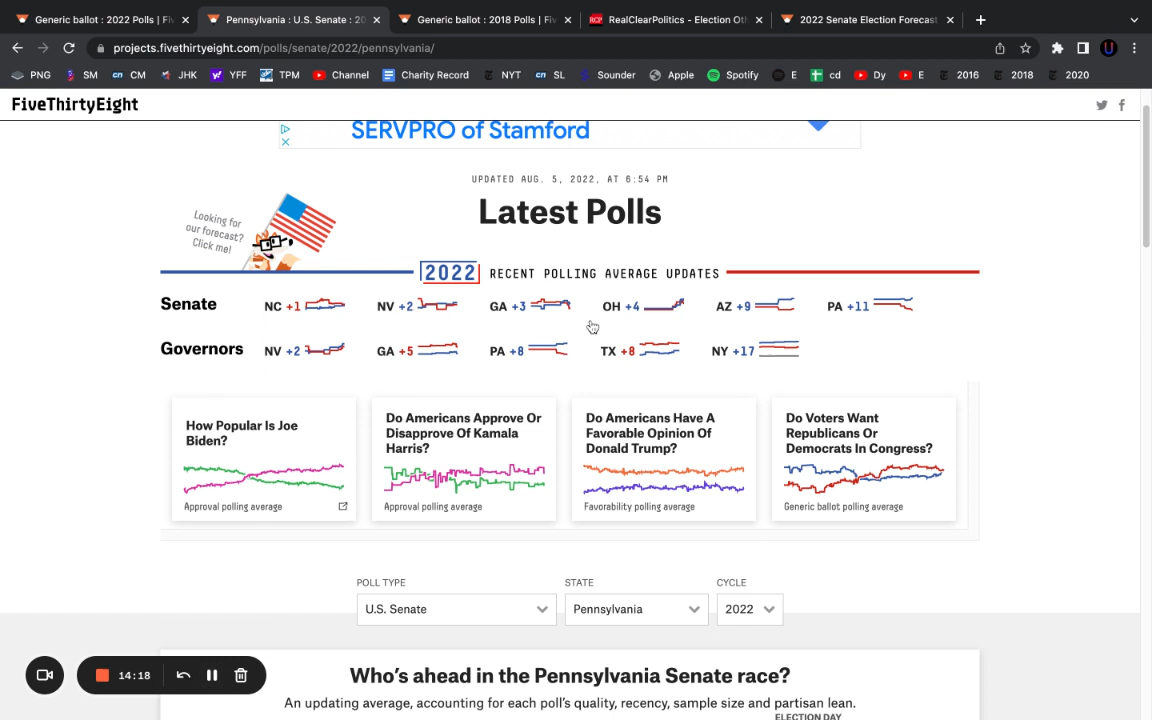 Generic ballot : 2022 Polls | Fiv
Pennsylvania : U.S. Senate : 20
Generic ballot : 2018 Polls | Fiv
RCP RealClearPolitics - Election Oth
2022 Senate Election Forecast
projects.fivethirtyeight.com/polls/senate/2022/pennsylvania/
PNG SM CM JHK YFF TPM Channel Charity Record NYT SL Sounder Apple Spotify E cd Dy E 2016 2018 2020
FiveThirtyEight
SERVPRO of Stamford
UPDATED AUG. 5, 2022, AT 6:54 PM
Latest Polls
Looking for
our forecast?
Click me!
2022 RECENT POLLING AVERAGE UPDATES
Senate NC +1 NV +2 GA +3 OH +4 AZ +9 PA +11
Governors NV +2 GA +5 PA +8 TX +8 NY +17
How Popular Is Joe
Biden?
Approval polling average
Do Americans Approve Or
Disapprove Of Kamala
Harris?
Approval polling average
Do Americans Have A
Favorable Opinion Of
Donald Trump?
Favorability polling average
Do Voters Want
Republicans Or
Democrats In Congress?
Generic ballot polling average
POLL TYPE STATE CYCLE
U.S. Senate Pennsylvania 2022
Who's ahead in the Pennsylvania Senate race?
An updating average, accounting for each poll's quality, recency, sample size and partisan lean.
ELECTION DAY
14:18